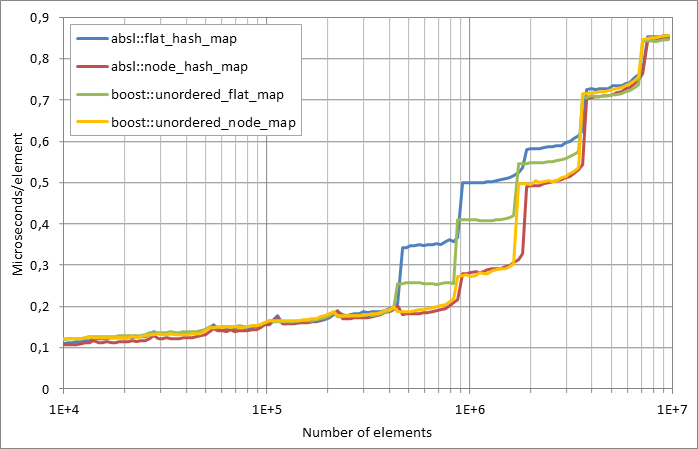 0,9
0,8
0,7
0,6
0,5
0,4
0,3
0,2
0,1
0
Microseconds/element
absl::flat_hash_map
absl::node_hash_map
boost::unordered_flat_map
boost::unordered_node_map
1E+4
1E+5
1E+6
1E+7
Number of elements